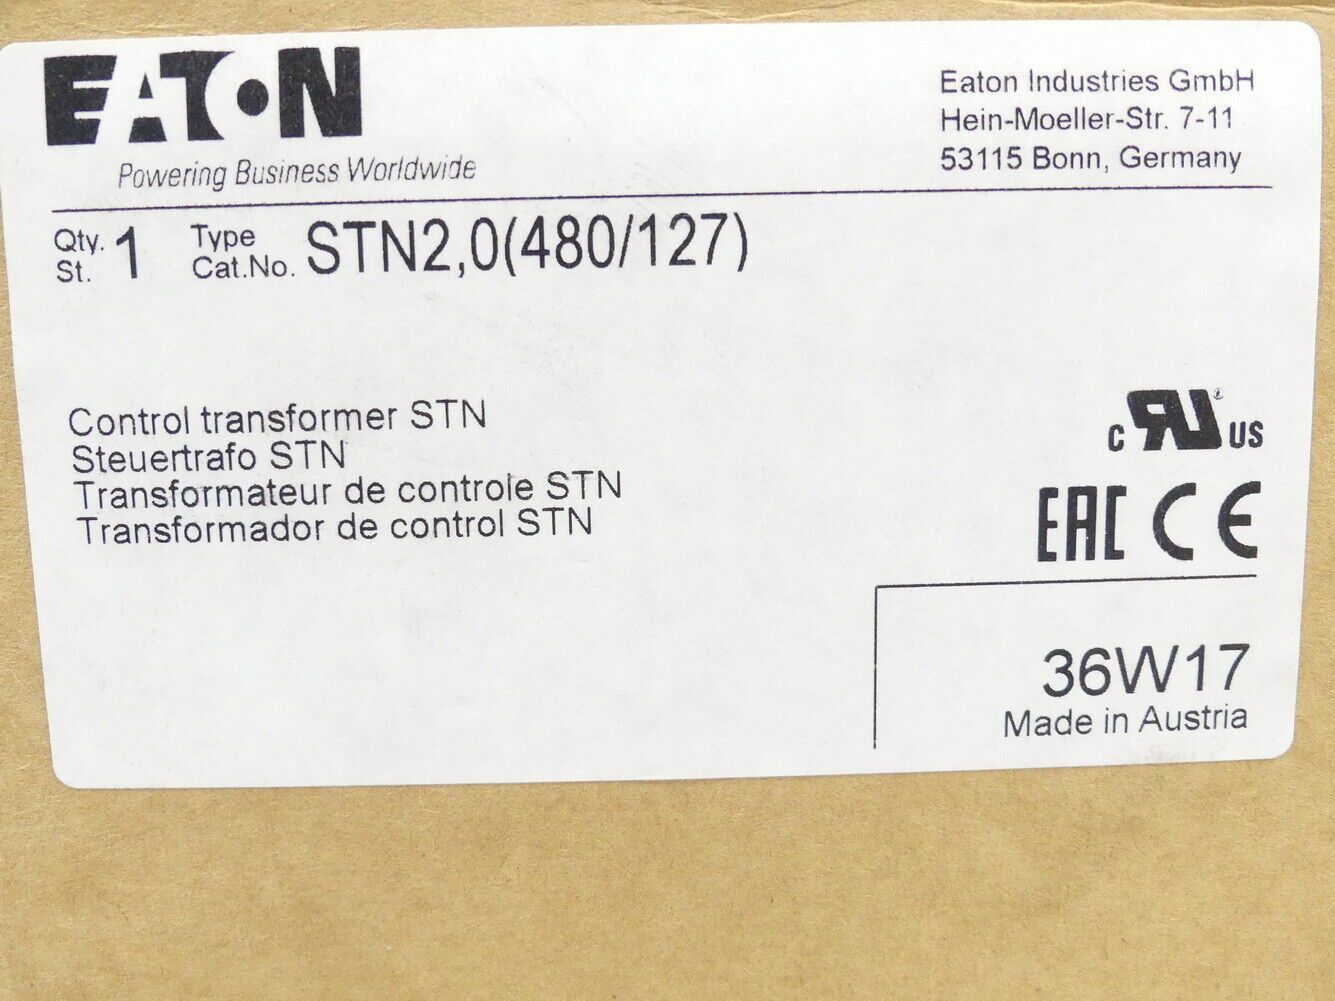 EATON
Powering Business Worldwide
Eaton Industries GmbH
Hein-Moeller-Str. 7-11
53115 Bonn, Germany
Qty. St. 1 Type Cat.No. STN2,0(480/127)
Control transformer STN
Steuertrafo STN
Transformateur de controle STN
Transformador de control STN
c RU ® US
EAC CE
36W17
Made in Austria